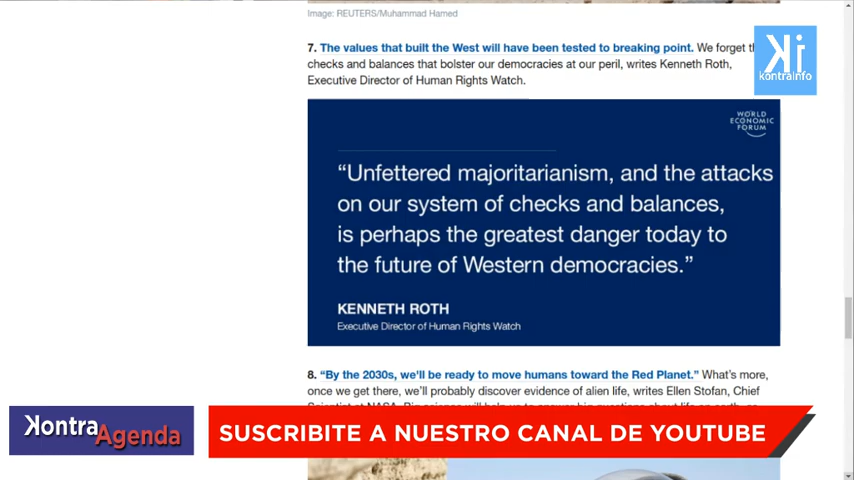 Image: REUTERS/Muhammad Hamed
7. The values that built the West will have been tested to breaking point. We forget
checks and balances that bolster our democracies at our peril, writes Kenneth Roth,
Executive Director of Human Rights Watch.
Ki
kontrainfo
WORLD
ECONOMIC
FORUM
“Unfettered majoritarianism, and the attacks
on our system of checks and balances,
is perhaps the greatest danger today to
the future of Western democracies.”
KENNETH ROTH
Executive Director of Human Rights Watch
8. “By the 2030s, we'll be ready to move humans toward the Red Planet.” What’s more,
once we get there, we’ll probably discover evidence of alien life, writes Ellen Stofan, Chief
Kontra
Agenda
SUSCRIBITE A NUESTRO CANAL DE YOUTUBE